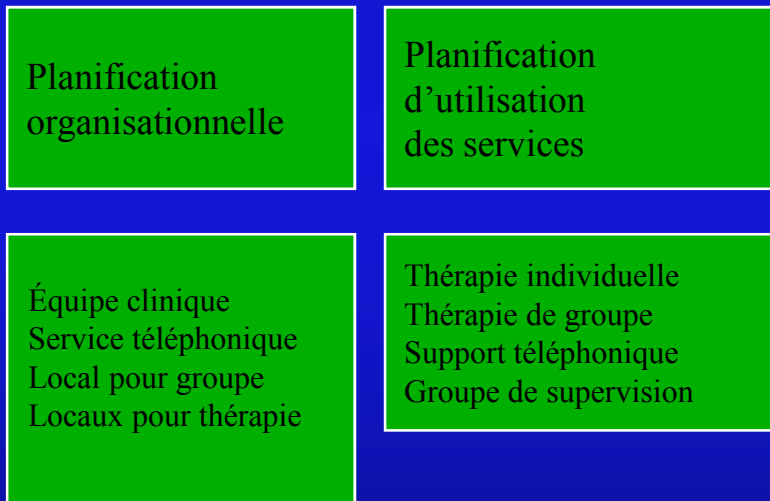 Planification
organisationnelle
Planification
d’utilisation
des services
Équipe clinique
Service téléphonique
Local pour groupe
Locaux pour thérapie
Thérapie individuelle
Thérapie de groupe
Support téléphonique
Groupe de supervision